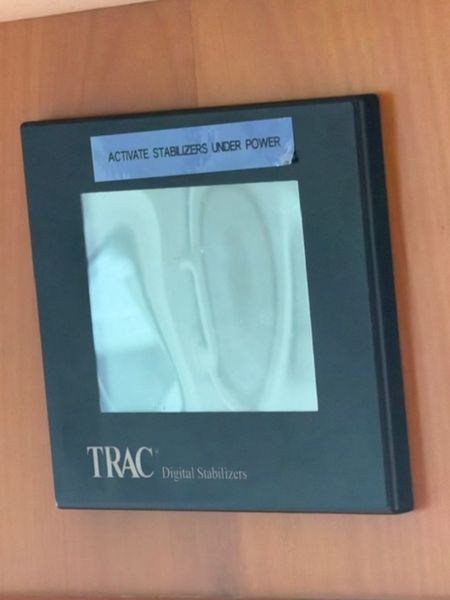 ACTIVATE STABILIZERS UNDER POWER
TRAC® Digital Stabilizers